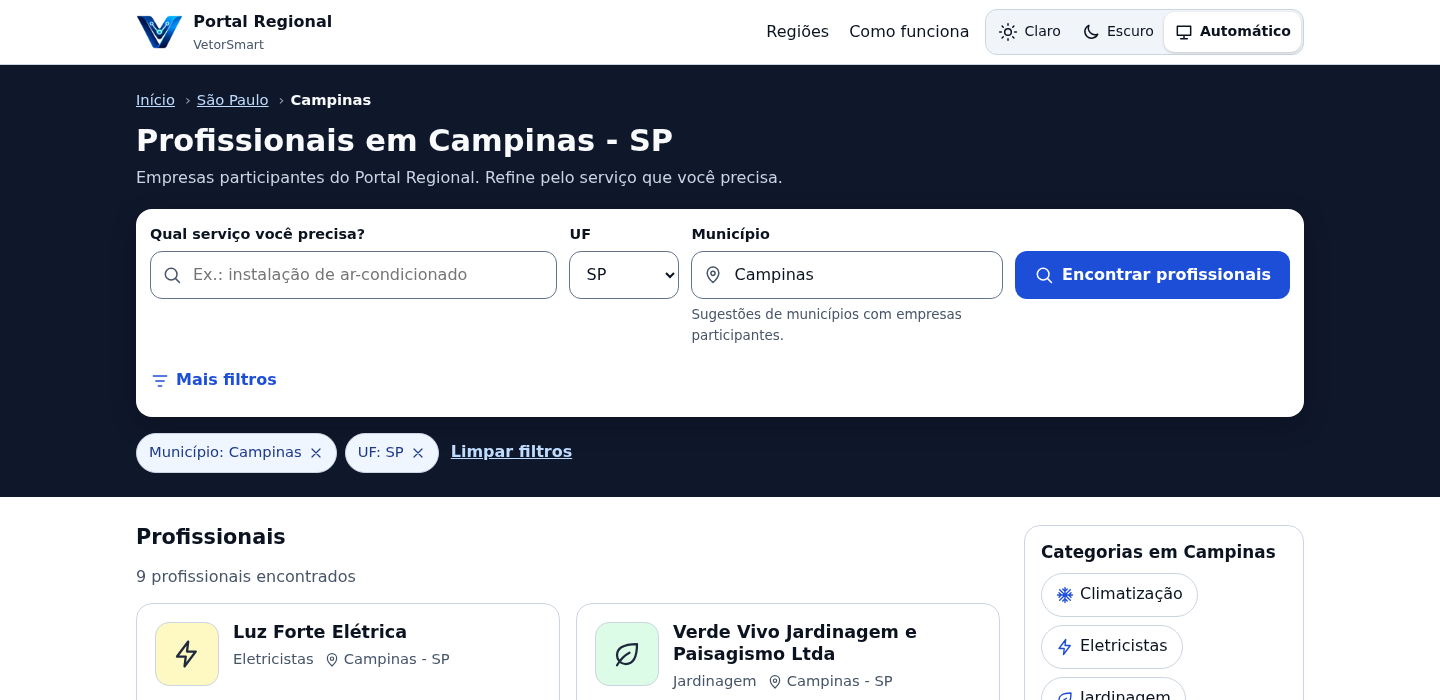 Portal Regional
VetorSmart
Regiões
Como funciona
Claro
Escuro
Automático
Início › São Paulo › Campinas
Profissionais em Campinas - SP
Empresas participantes do Portal Regional. Refine pelo serviço que você precisa.
Qual serviço você precisa?
Ex.: instalação de ar-condicionado
UF
SP
Município
Campinas
Sugestões de municípios com empresas
participantes.
Encontrar profissionais
Mais filtros
Município: Campinas
UF: SP
Limpar filtros
Profissionais
9 profissionais encontrados
Luz Forte Elétrica
Eletricistas Campinas - SP
Verde Vivo Jardinagem e
Paisagismo Ltda
Jardinagem Campinas - SP
Categorias em Campinas
Climatização
Eletricistas
Jardinagem